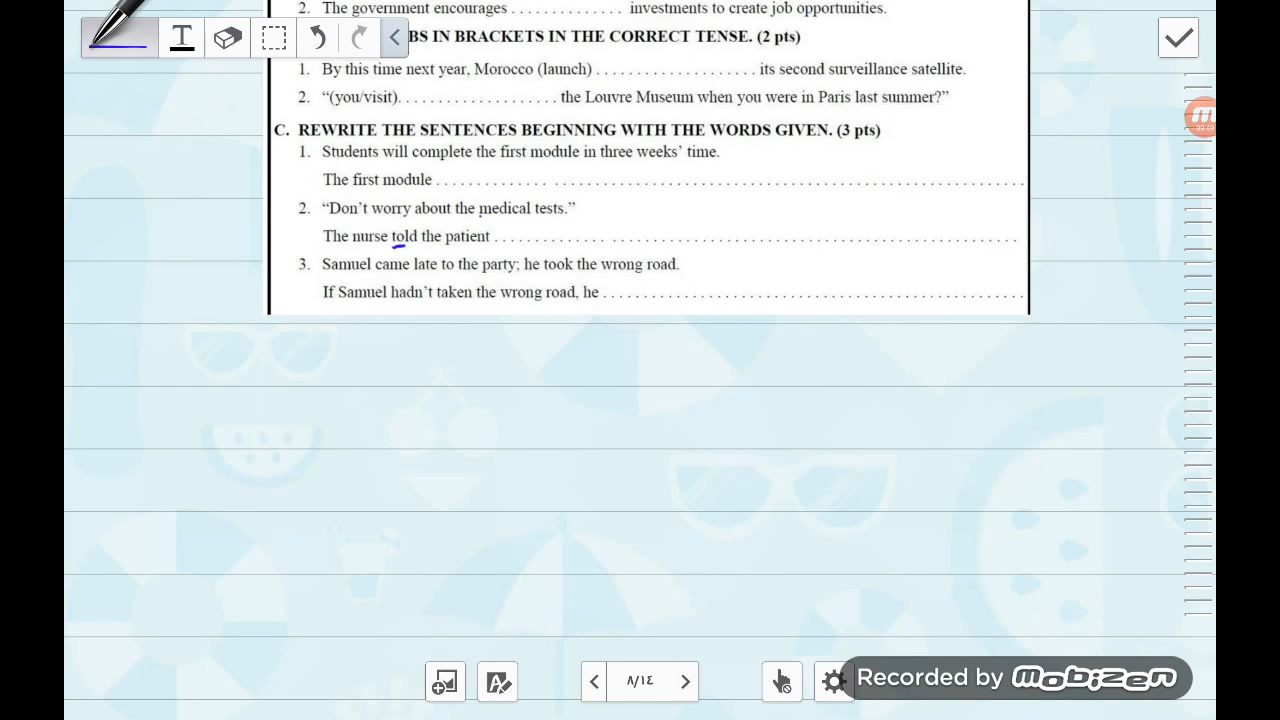 2. The government encourages . . . . . . . . . . . . . investments to create job opportunities.
BS IN BRACKETS IN THE CORRECT TENSE. (2 pts)
1. By this time next year, Morocco (launch) . . . . . . . . . . . . . . . . . . . its second surveillance satellite.
2. “(you/visit). . . . . . . . . . . . . . . . . . . the Louvre Museum when you were in Paris last summer?”
C. REWRITE THE SENTENCES BEGINNING WITH THE WORDS GIVEN. (3 pts)
1. Students will complete the first module in three weeks’ time.
The first module . . . . . . . . . . . . . . . . . . . . . . . . . . . . . . . . . . . . . . . . . . . . . . . . . .
2. “Don’t worry about the medical tests.”
The nurse told the patient . . . . . . . . . . . . . . . . . . . . . . . . . . . . . . . . . . . . . . . . . . . . .
3. Samuel came late to the party; he took the wrong road.
If Samuel hadn’t taken the wrong road, he . . . . . . . . . . . . . . . . . . . . . . . . . . . . . . . . . . .
T
٨/١٤
Recorded by mobizen